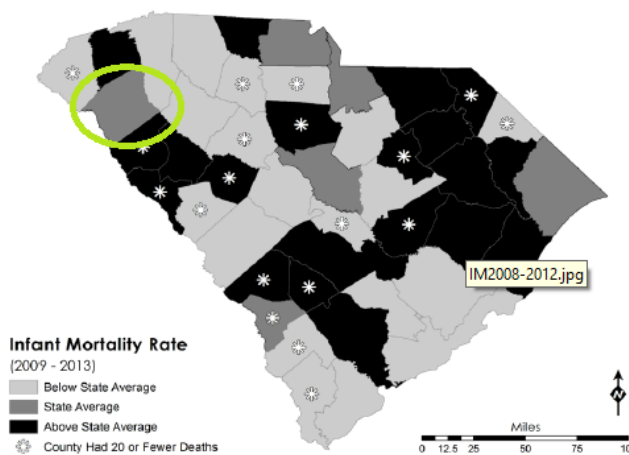 IM2008-2012.jpg
Infant Mortality Rate
(2009 - 2013)
Below State Average
State Average
Above State Average
County Had 20 or Fewer Deaths
N
Miles
0 12.5 25 50 75 10